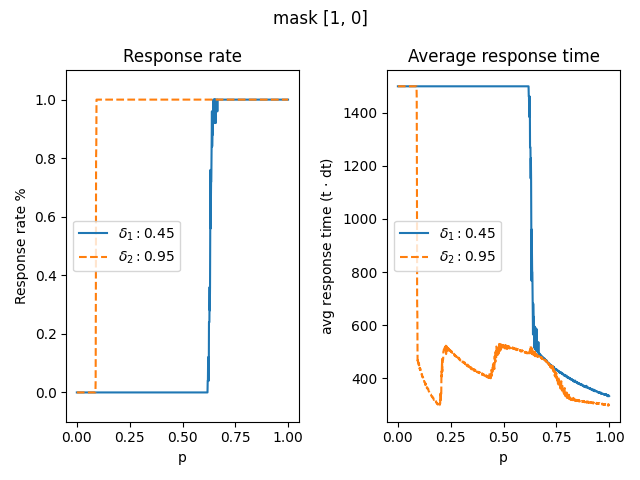 mask [1, 0]
Response rate
Response rate %
1.0
0.8
0.6
0.4
0.2
0.0
δ₁ : 0.45
δ₂ : 0.95
0.00 0.25 0.50 0.75 1.00
p
Average response time
avg response time (t · dt)
1400
1200
1000
800
600
400
δ₁ : 0.45
δ₂ : 0.95
0.00 0.25 0.50 0.75 1.00
p